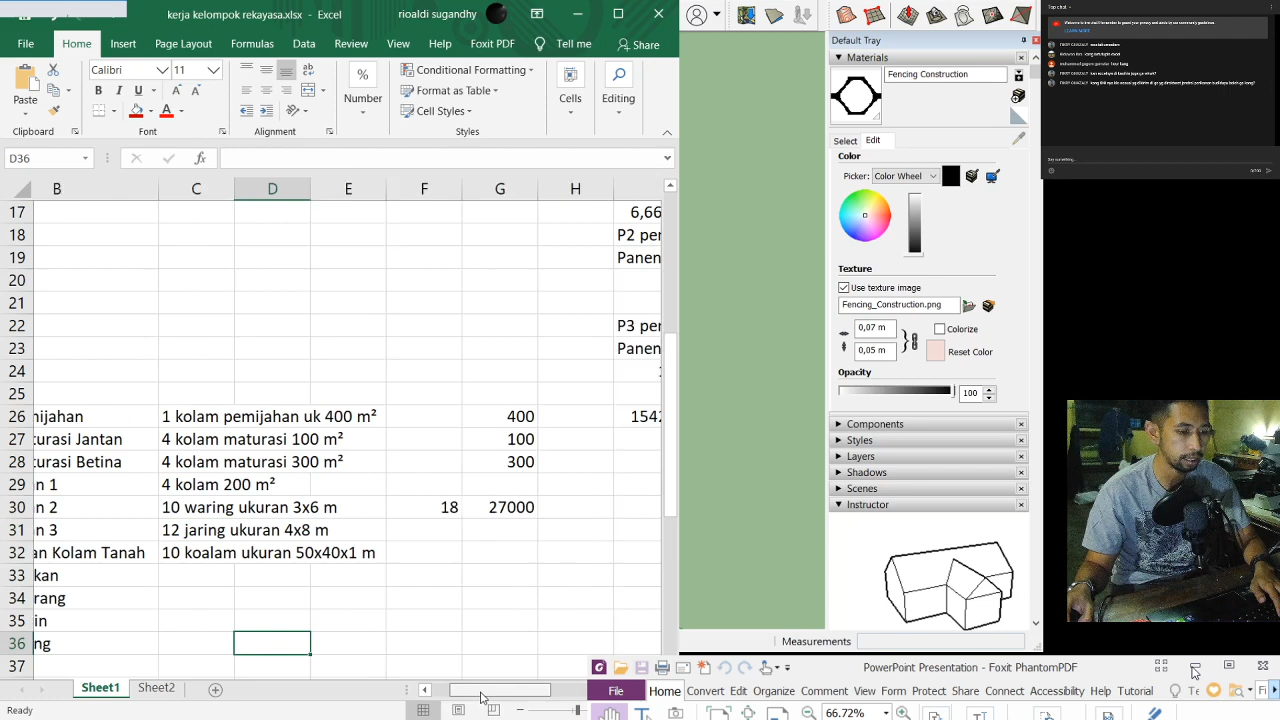 kerja kelompok rekayasa.xlsx - Excel
rioaldi sugandhy
File Home Insert Page Layout Formulas Data View Help Foxit PDF Tell me Share
Calibri 11
Paste
Number
Conditional Formatting
Format as Table
Cell Styles
Cells
Editing
Clipboard Font Alignment Styles
D36
B C D E F G H
17 6,66
18 P2 per
19 Panen
20
21
22 P3 per
23 Panen
24
25
26 nijahan 1 kolam pemijahan uk 400 m² 400 1542
27 turasi Jantan 4 kolam maturasi 100 m² 100
28 turasi Betina 4 kolam maturasi 300 m² 300
29 n 1 4 kolam 200 m²
30 n 2 10 waring ukuran 3x6 m 18 27000
31 n 3 12 jaring ukuran 4x8 m
32 an Kolam Tanah 10 koalam ukuran 50x40x1 m
33 kan
34 rang
35 in
36 ng
37
Sheet1 Sheet2
Default Tray
Materials
Fencing Construction
Select Edit
Color
Picker: Color Wheel
Texture
Use texture image
Fencing_Construction.png
0,07 m
Colorize
0,05 m
Reset Color
Opacity
100
Components
Styles
Layers
Shadows
Scenes
Instructor
Measurements
PowerPoint Presentation - Foxit PhantomPDF
File Home Convert Edit Organize Comment View Form Protect Share Connect Accessibility Help Tutorial
66.72%
Top chat
LEARN MORE
Say something...
0/200